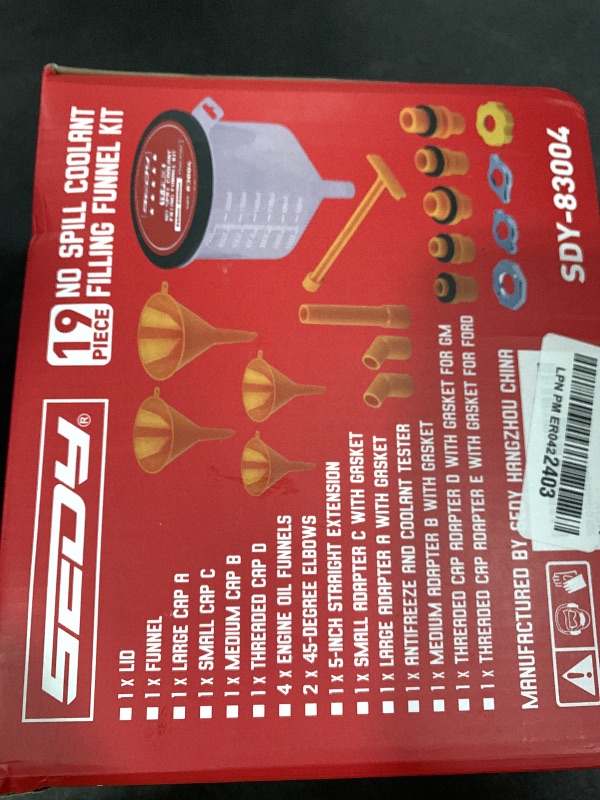 SEDY®
19 PIECE
NO SPILL COOLANT
FILLING FUNNEL KIT
1 X LID
1 X FUNNEL
1 X LARGE CAP A
1 X SMALL CAP C
1 X MEDIUM CAP B
1 X THREADED CAP D
4 X ENGINE OIL FUNNELS
2 X 45-DEGREE ELBOWS
1 X 5-INCH STRAIGHT EXTENSION
1 X SMALL ADAPTER C WITH GASKET
1 X LARGE ADAPTER A WITH GASKET
1 X ANTIFREEZE AND COOLANT TESTER
1 X MEDIUM ADAPTER B WITH GASKET
1 X THREADED CAP ADAPTER D WITH GASKET FOR GM
1 X THREADED CAP ADAPTER E WITH GASKET FOR FORD
MANUFACTURED BY SEDY HANGZHOU CHINA
SDY-83004
LPN PM ER0422403